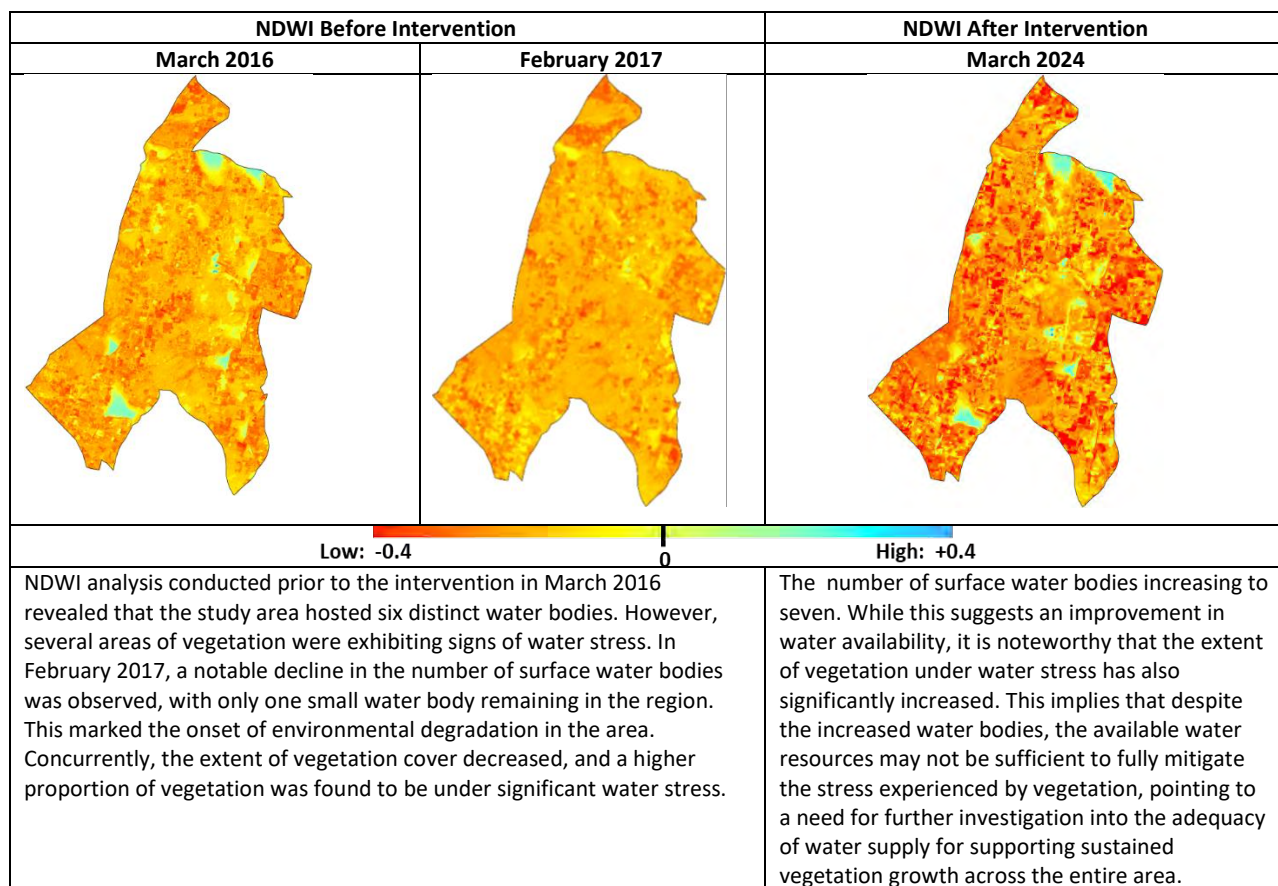 NDWI Before Intervention
NDWI After Intervention
March 2016
February 2017
March 2024
Low: -0.4
0
High: +0.4
NDWI analysis conducted prior to the intervention in March 2016
revealed that the study area hosted six distinct water bodies. However,
several areas of vegetation were exhibiting signs of water stress. In
February 2017, a notable decline in the number of surface water bodies
was observed, with only one small water body remaining in the region.
This marked the onset of environmental degradation in the area.
Concurrently, the extent of vegetation cover decreased, and a higher
proportion of vegetation was found to be under significant water stress.
The number of surface water bodies increasing to
seven. While this suggests an improvement in
water availability, it is noteworthy that the extent
of vegetation under water stress has also
significantly increased. This implies that despite
the increased water bodies, the available water
resources may not be sufficient to fully mitigate
the stress experienced by vegetation, pointing to
a need for further investigation into the adequacy
of water supply for supporting sustained
vegetation growth across the entire area.